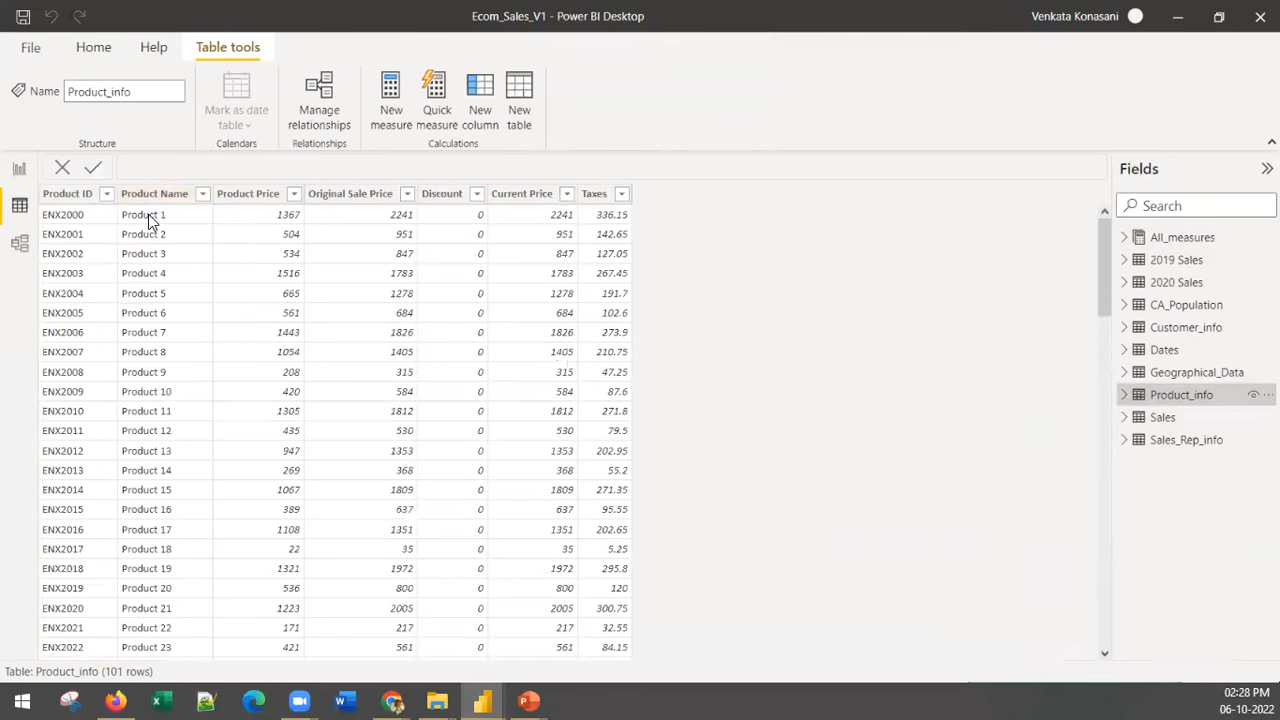 Ecom_Sales_V1 - Power BI Desktop
Venkata Konasani
File Home Help Table tools
Name Product_info
Mark as date table
Manage relationships
New measure
Quick measure
New column
New table
Structure Calendars Relationships Calculations
Product ID Product Name Product Price Original Sale Price Discount Current Price Taxes
ENX2000 Product 1 1367 2241 0 2241 336.15
ENX2001 Product 2 504 951 0 951 142.65
ENX2002 Product 3 534 847 0 847 127.05
ENX2003 Product 4 1516 1783 0 1783 267.45
ENX2004 Product 5 665 1278 0 1278 191.7
ENX2005 Product 6 561 684 0 684 102.6
ENX2006 Product 7 1443 1826 0 1826 273.9
ENX2007 Product 8 1054 1405 0 1405 210.75
ENX2008 Product 9 208 315 0 315 47.25
ENX2009 Product 10 420 584 0 584 87.6
ENX2010 Product 11 1305 1812 0 1812 271.8
ENX2011 Product 12 435 530 0 530 79.5
ENX2012 Product 13 947 1353 0 1353 202.95
ENX2013 Product 14 269 368 0 368 55.2
ENX2014 Product 15 1067 1809 0 1809 271.35
ENX2015 Product 16 389 637 0 637 95.55
ENX2016 Product 17 1108 1351 0 1351 202.65
ENX2017 Product 18 22 35 0 35 5.25
ENX2018 Product 19 1321 1972 0 1972 295.8
ENX2019 Product 20 536 800 0 800 120
ENX2020 Product 21 1223 2005 0 2005 300.75
ENX2021 Product 22 171 217 0 217 32.55
ENX2022 Product 23 421 561 0 561 84.15
Fields
Search
All_measures
2019 Sales
2020 Sales
CA_Population
Customer_info
Dates
Geographical_Data
Product_info
Sales
Sales_Rep_info
Table: Product_info (101 rows)
02:28 PM
06-10-2022